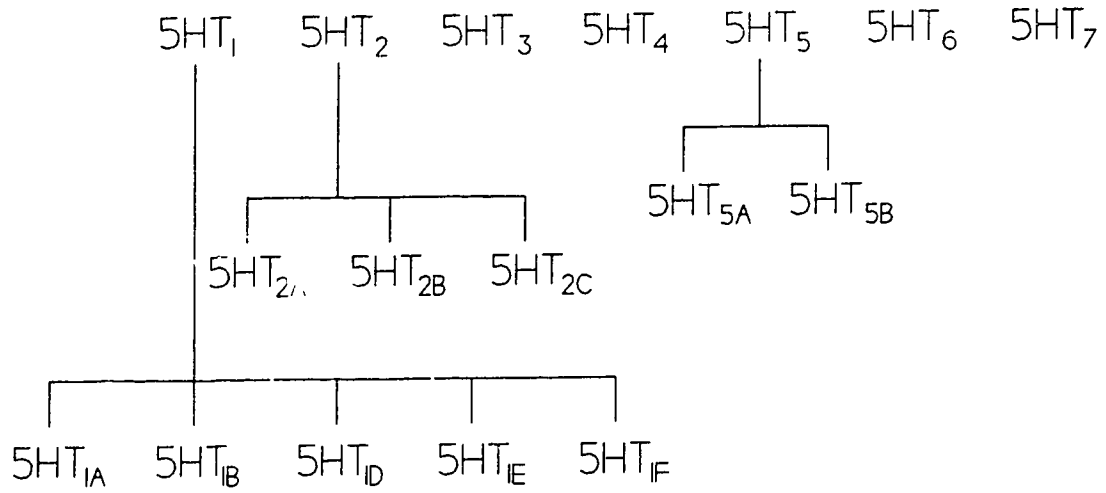 5HT₁ 5HT₂ 5HT₃ 5HT₄ 5HT₅ 5HT₆ 5HT₇
5HT₅A 5HT₅B
5HT₂B 5HT₂C
5HT₁A 5HT₁B 5HT₁D 5HT₁E 5HT₁F